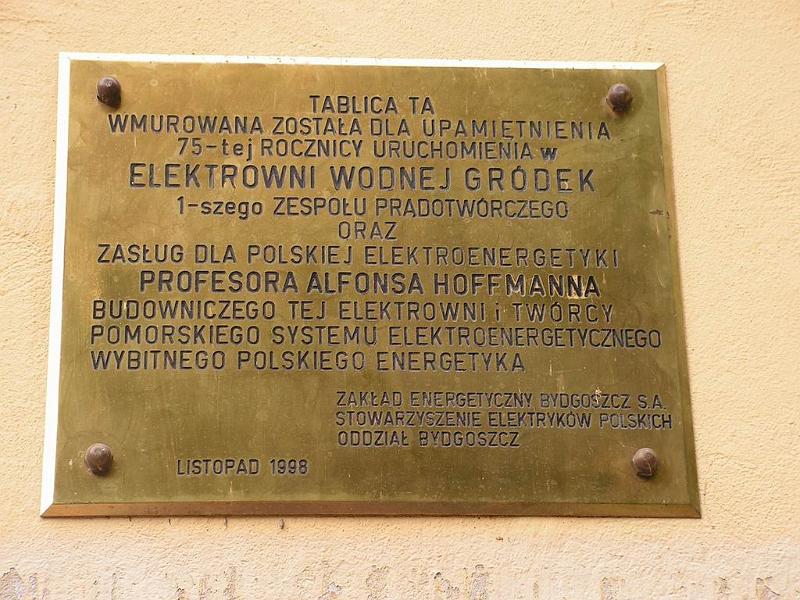 TABLICA TA
WMUROWANA ZOSTAŁA DLA UPAMIĘTNIENIA
75-tej ROCZNICY URUCHOMIENIA w
ELEKTROWNI WODNEJ GRÓDEK
1-szego ZESPOŁU PRĄDOTWÓRCZEGO
ORAZ
ZASŁUG DLA POLSKIEJ ELEKTROENERGETYKI
PROFESORA ALFONSA HOFFMANNA
BUDOWNICZEGO TEJ ELEKTROWNI i TWÓRCY
POMORSKIEGO SYSTEMU ELEKTROENERGETYCZNEGO
WYBITNEGO POLSKIEGO ENERGETYKA
ZAKŁAD ENERGETYCZNY BYDGOSZCZ S.A.
STOWARZYSZENIE ELEKTRYKÓW POLSKICH
ODDZIAŁ BYDGOSZCZ
LISTOPAD 1998